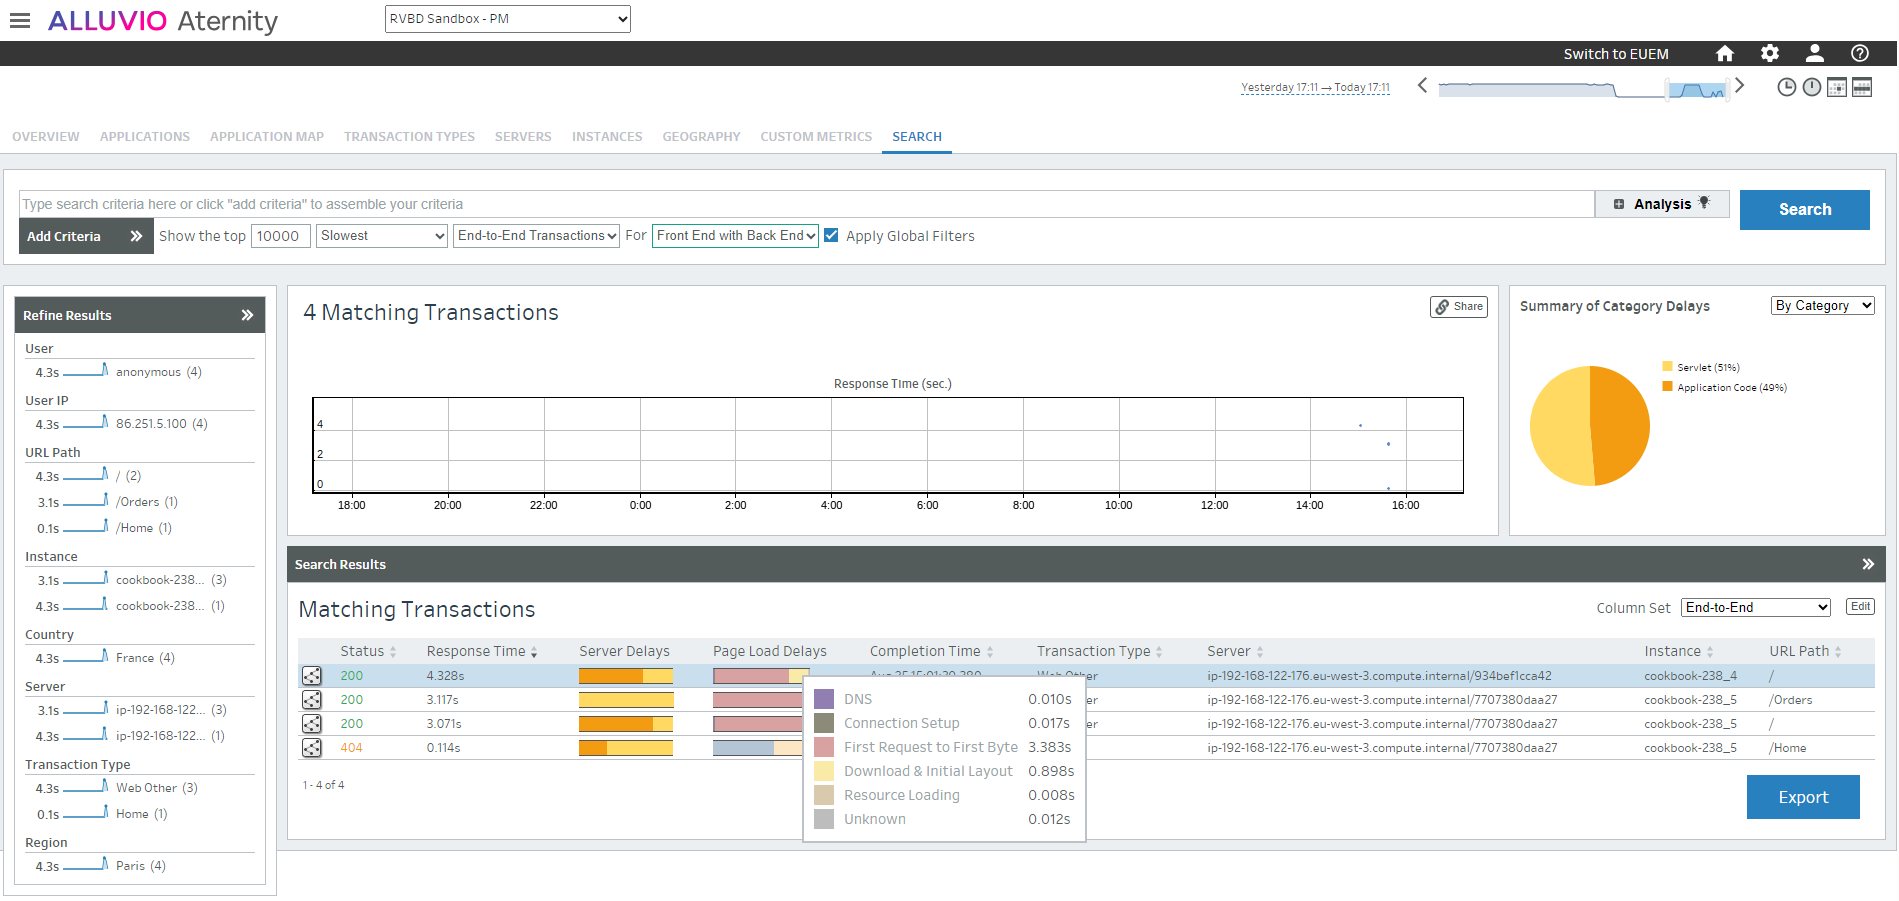 ALLUVIO Aternity
RVBD Sandbox - PM
Switch to EUEM
Yesterday 17:11 → Today 17:11
OVERVIEW APPLICATIONS APPLICATION MAP TRANSACTION TYPES SERVERS INSTANCES GEOGRAPHY CUSTOM METRICS SEARCH
Type search criteria here or click "add criteria" to assemble your criteria
Analysis
Search
Add Criteria
Show the top 10000 Slowest End-to-End Transactions For Front End with Back End Apply Global Filters
Refine Results
User
4.3s anonymous (4)
User IP
4.3s 86.251.5.100 (4)
URL Path
4.3s / (2)
3.1s /Orders (1)
0.1s /Home (1)
Instance
3.1s cookbook-238... (3)
4.3s cookbook-238... (1)
Country
4.3s France (4)
Server
3.1s ip-192-168-122... (3)
4.3s ip-192-168-122... (1)
Transaction Type
4.3s Web Other (3)
0.1s Home (1)
Region
4.3s Paris (4)
4 Matching Transactions
Share
Response Time (sec.)
4
2
0
18:00 20:00 22:00 0:00 2:00 4:00 6:00 8:00 10:00 12:00 14:00 16:00
Summary of Category Delays
By Category
Servlet (51%)
Application Code (49%)
Search Results
Matching Transactions
Column Set End-to-End Edit
Status Response Time Server Delays Page Load Delays Completion Time Transaction Type Server Instance URL Path
200 4.328s ip-192-168-122-176.eu-west-3.compute.internal/934bef1cca42 cookbook-238_4 /
200 3.117s ip-192-168-122-176.eu-west-3.compute.internal/7707380daa27 cookbook-238_5 /Orders
200 3.071s ip-192-168-122-176.eu-west-3.compute.internal/7707380daa27 cookbook-238_5 /
404 0.114s ip-192-168-122-176.eu-west-3.compute.internal/7707380daa27 cookbook-238_5 /Home
DNS 0.010s
Connection Setup 0.017s
First Request to First Byte 3.383s
Download & Initial Layout 0.898s
Resource Loading 0.008s
Unknown 0.012s
1 - 4 of 4
Export